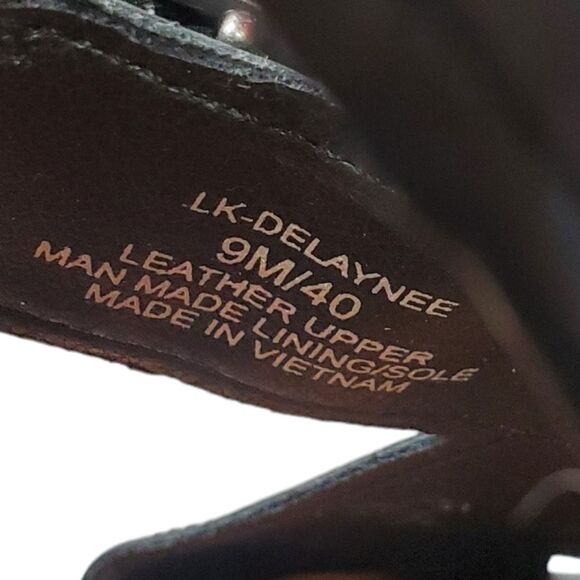 LK-DELAYNEE
9M/40
LEATHER UPPER
MAN MADE LINING/SOLE
MADE IN VIETNAM